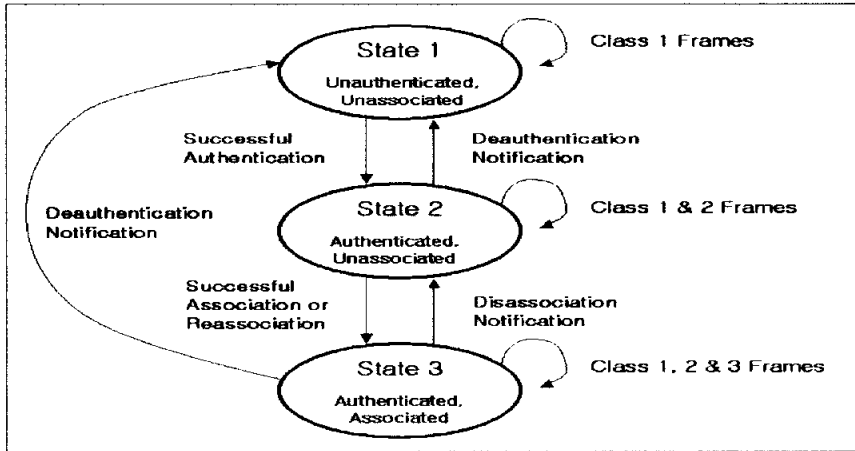 State 1
Unauthenticated,
Unassociated
Class 1 Frames
Successful
Authentication
Deauthentication
Notification
State 2
Authenticated,
Unassociated
Class 1 & 2 Frames
Deauthentication
Notification
Successful
Association or
Reassociation
Disassociation
Notification
State 3
Authenticated,
Associated
Class 1, 2 & 3 Frames